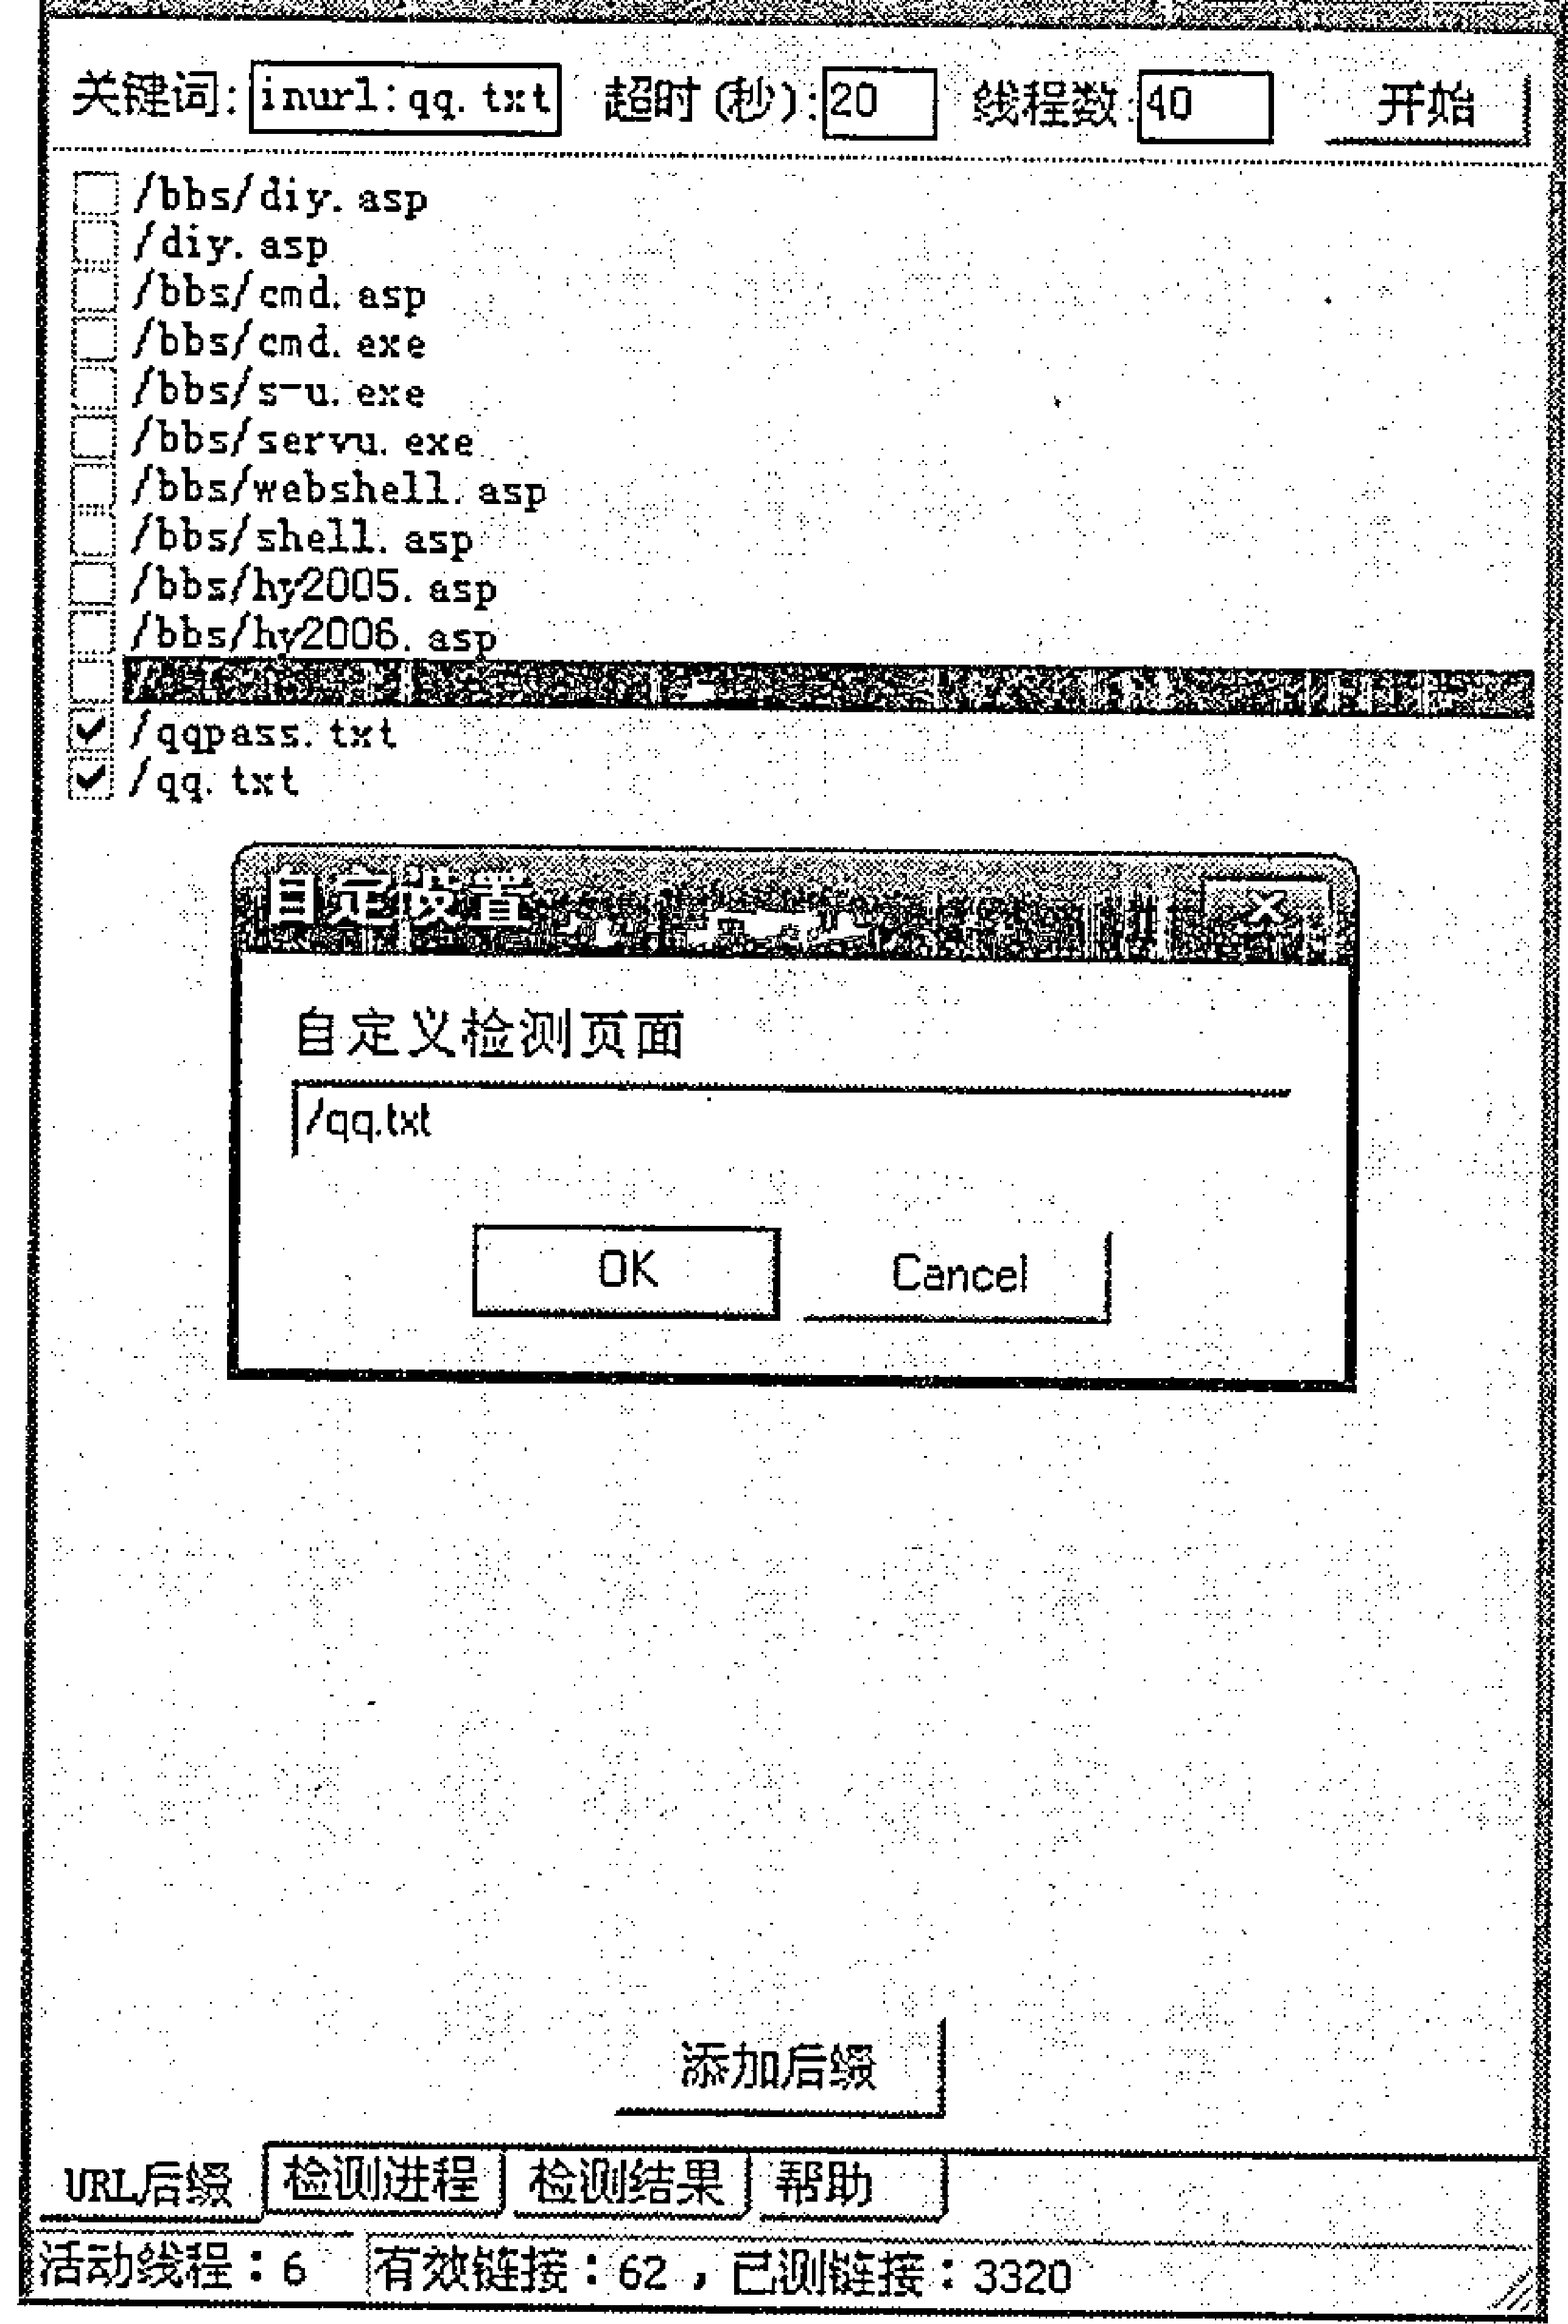 关键词: inurl:qq.txt 超时(秒): 20 线程数: 40 开始
/bbs/diy.asp
/diy.asp
/bbs/cmd.asp
/bbs/cmd.exe
/bbs/s-u.exe
/bbs/servu.exe
/bbs/webshell.asp
/bbs/shell.asp
/bbs/hy2005.asp
/bbs/hy2006.asp
/
/qqpass.txt
/qq.txt
自定设置
自定义检测页面
/qq.txt
OK Cancel
添加后缀
URL后缀 检测进程 检测结果 帮助
活动线程：6 有效链接：62，已测链接：3320